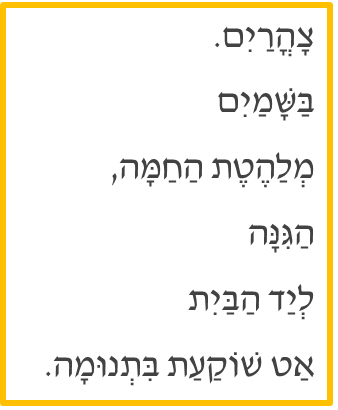 צָהֳרַיִם.
בַּשָּׁמַיִם
מְלַהֶטֶת הַחַמָּה,
הַגִּנָּה
לְיַד הַבַּיִת
אַט שׁוֹקַעַת בִּתְנוּמָה.